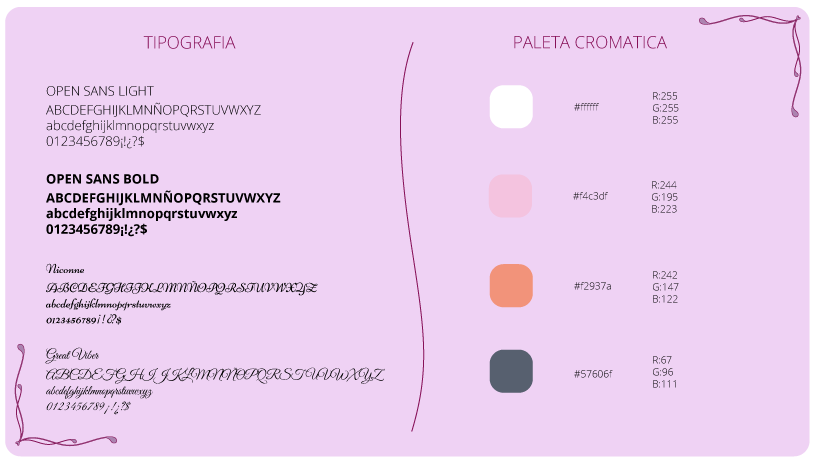 TIPOGRAFIA
OPEN SANS LIGHT
ABCDEFGHIJKLMNÑOPQRSTUVWXYZ
abcdefghijklmnopqrstuvwxyz
0123456789¡!¿?$
OPEN SANS BOLD
ABCDEFGHIJKLMNÑOPQRSTUVWXYZ
abcdefghijklmnopqrstuvwxyz
0123456789¡!¿?$
Niconne
ABCDEFGHIJKLMNÑOPQRSTUVWXYZ
abcdefghijklmnopqrstuvwxyz
0123456789¡!¿?$
Great Viber
ABCDEFGHIJKLMNÑOPQRSTUVWXYZ
abcdefghijklmnopqrstuvwxyz
0123456789¡!¿?$
PALETA CROMATICA
#ffffff
R:255
G:255
B:255
#f4c3df
R:244
G:195
B:223
#f2937a
R:242
G:147
B:122
#57606f
R:67
G:96
B:111